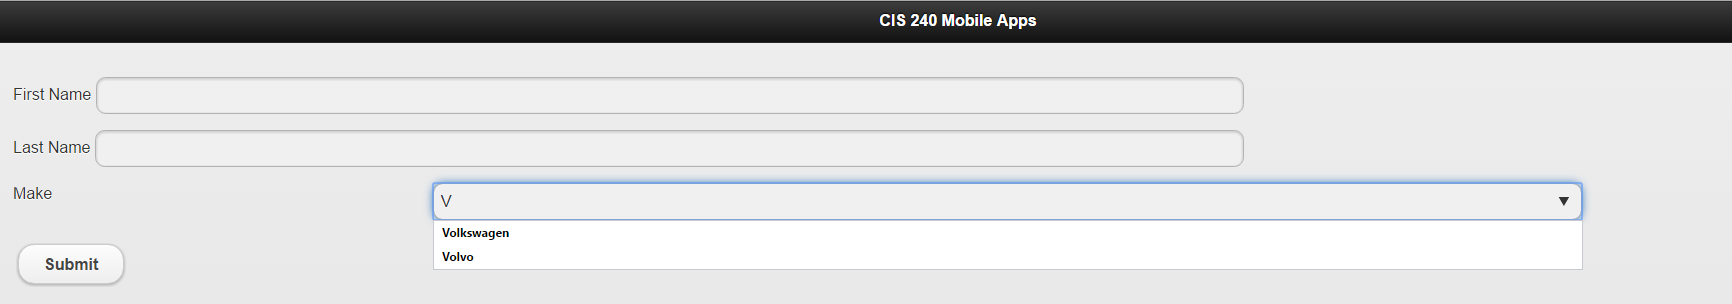 CIS 240 Mobile Apps
First Name
Last Name
Make
V
Volkswagen
Volvo
Submit